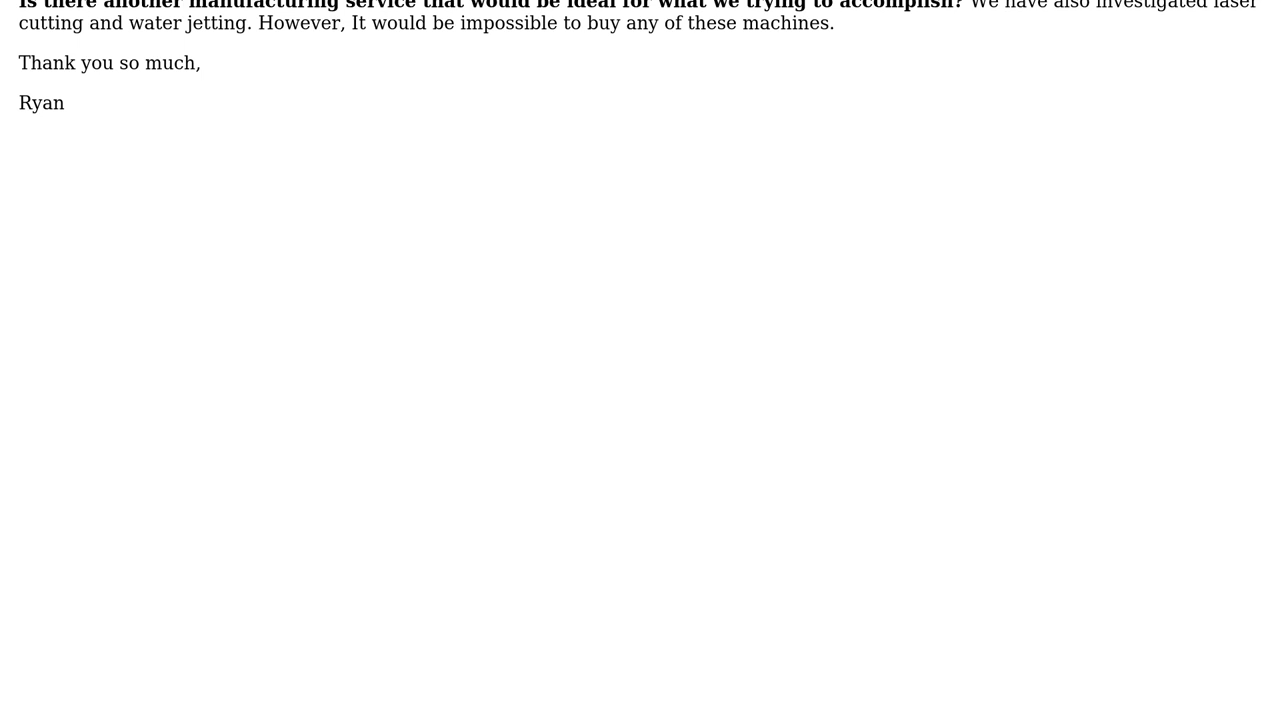 Is there another manufacturing service that would be ideal for what we trying to accomplish? We have also investigated laser
cutting and water jetting. However, It would be impossible to buy any of these machines.
Thank you so much,
Ryan